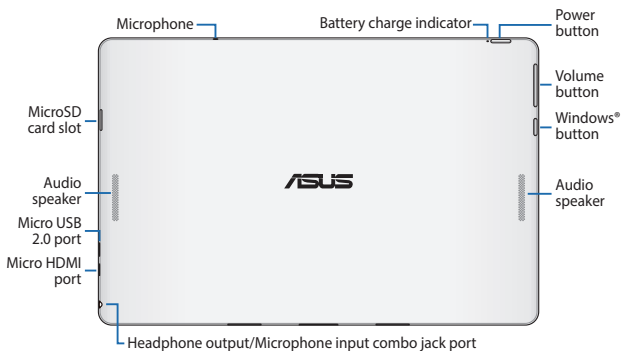 Microphone
Battery charge indicator
Power
button
Volume
button
Windows®
button
MicroSD
card slot
Audio
speaker
ASUS
Audio
speaker
Micro USB
2.0 port
Micro HDMI
port
Headphone output/Microphone input combo jack port